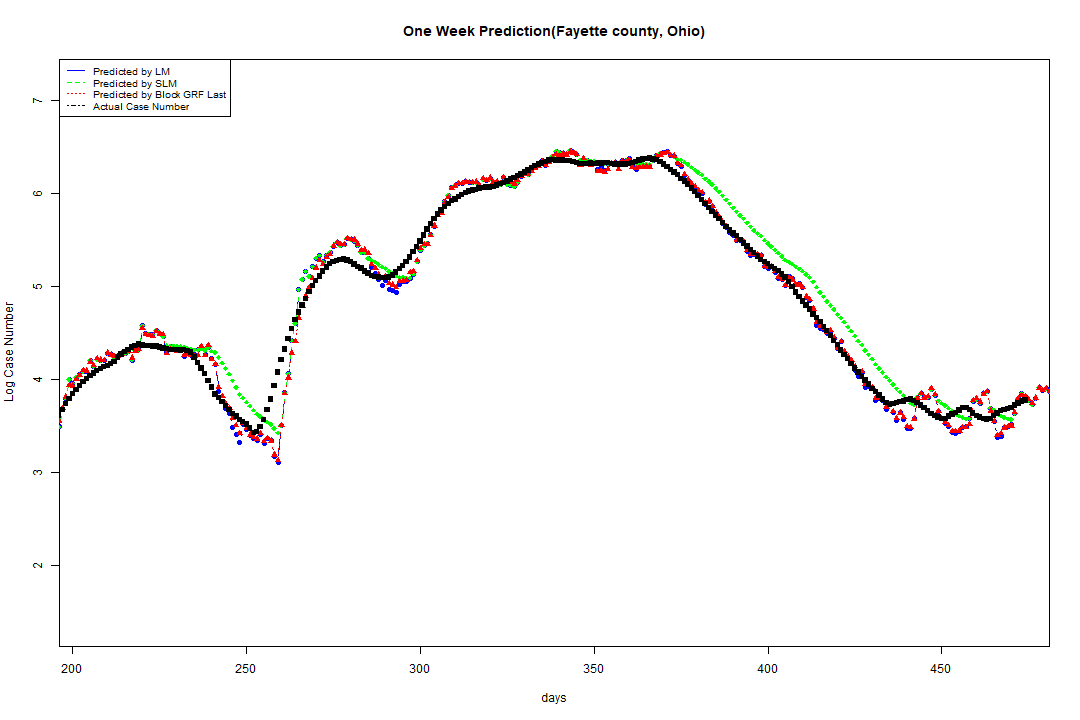 One Week Prediction(Fayette county, Ohio)
Predicted by LM
Predicted by SLM
Predicted by Block GRF Last
Actual Case Number
7
6
5
4
3
2
Log Case Number
200 250 300 350 400 450
days